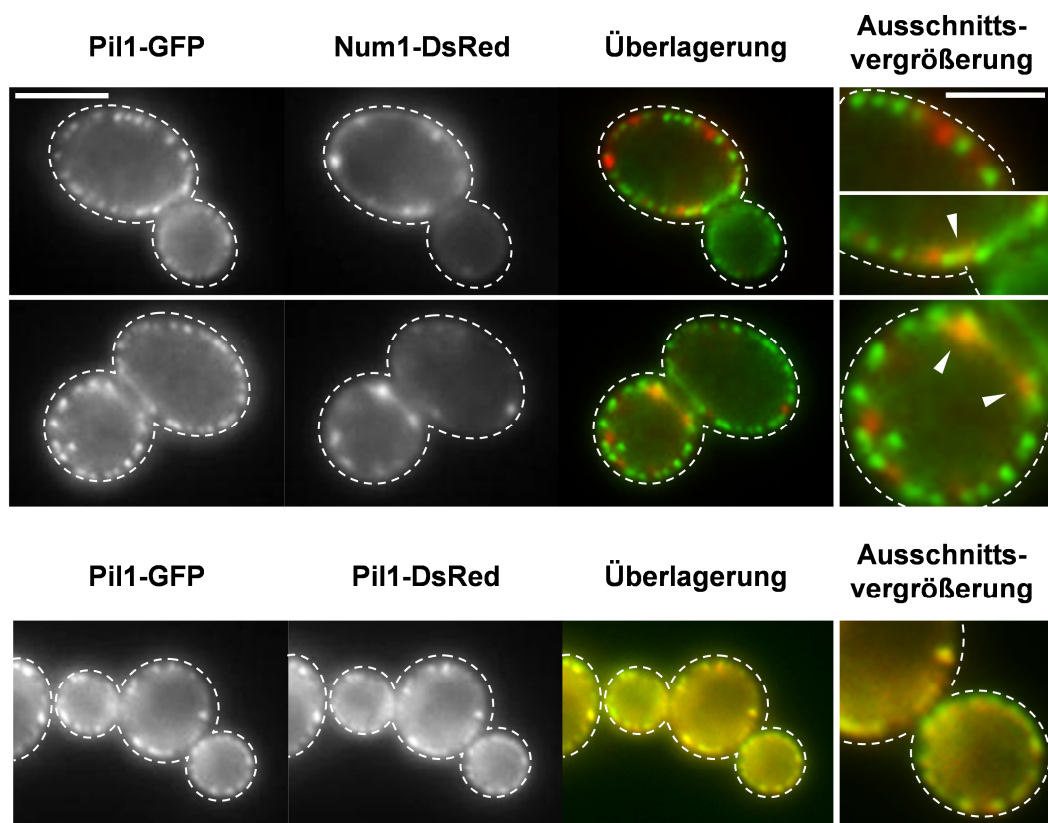 Pil1-GFP
Num1-DsRed
Überlagerung
Ausschnitts-
vergrößerung
Pil1-GFP
Pil1-DsRed
Überlagerung
Ausschnitts-
vergrößerung